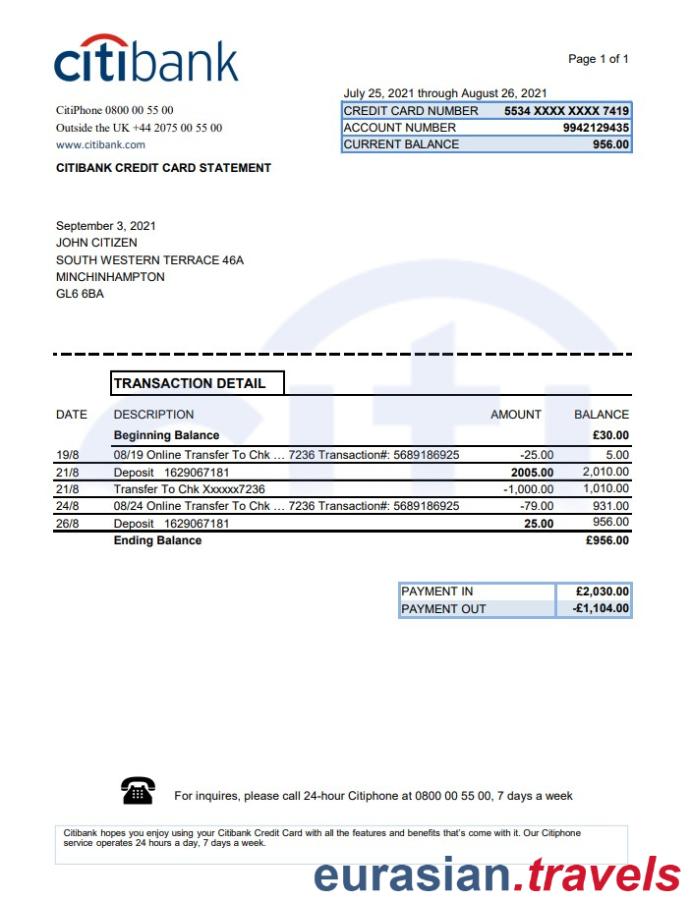 citibank
Page 1 of 1
July 25, 2021 through August 26, 2021
CREDIT CARD NUMBER 5534 XXXX XXXX 7419
ACCOUNT NUMBER 9942129435
CURRENT BALANCE 956.00
CitiPhone 0800 00 55 00
Outside the UK +44 2075 00 55 00
www.citibank.com
CITIBANK CREDIT CARD STATEMENT
September 3, 2021
JOHN CITIZEN
SOUTH WESTERN TERRACE 46A
MINCHINHAMPTON
GL6 6BA
citi
TRANSACTION DETAIL
DATE DESCRIPTION AMOUNT BALANCE
Beginning Balance £30.00
19/8 08/19 Online Transfer To Chk ... 7236 Transaction#: 5689186925 -25.00 5.00
21/8 Deposit 1629067181 2005.00 2,010.00
21/8 Transfer To Chk Xxxxxx7236 -1,000.00 1,010.00
24/8 08/24 Online Transfer To Chk ... 7236 Transaction#: 5689186925 -79.00 931.00
26/8 Deposit 1629067181 25.00 956.00
Ending Balance £956.00
PAYMENT IN £2,030.00
PAYMENT OUT -£1,104.00
For inquires, please call 24-hour Citiphone at 0800 00 55 00, 7 days a week
Citibank hopes you enjoy using your Citibank Credit Card with all the features and benefits that's come with it. Our Citiphone
service operates 24 hours a day, 7 days a week.
eurasian.travels